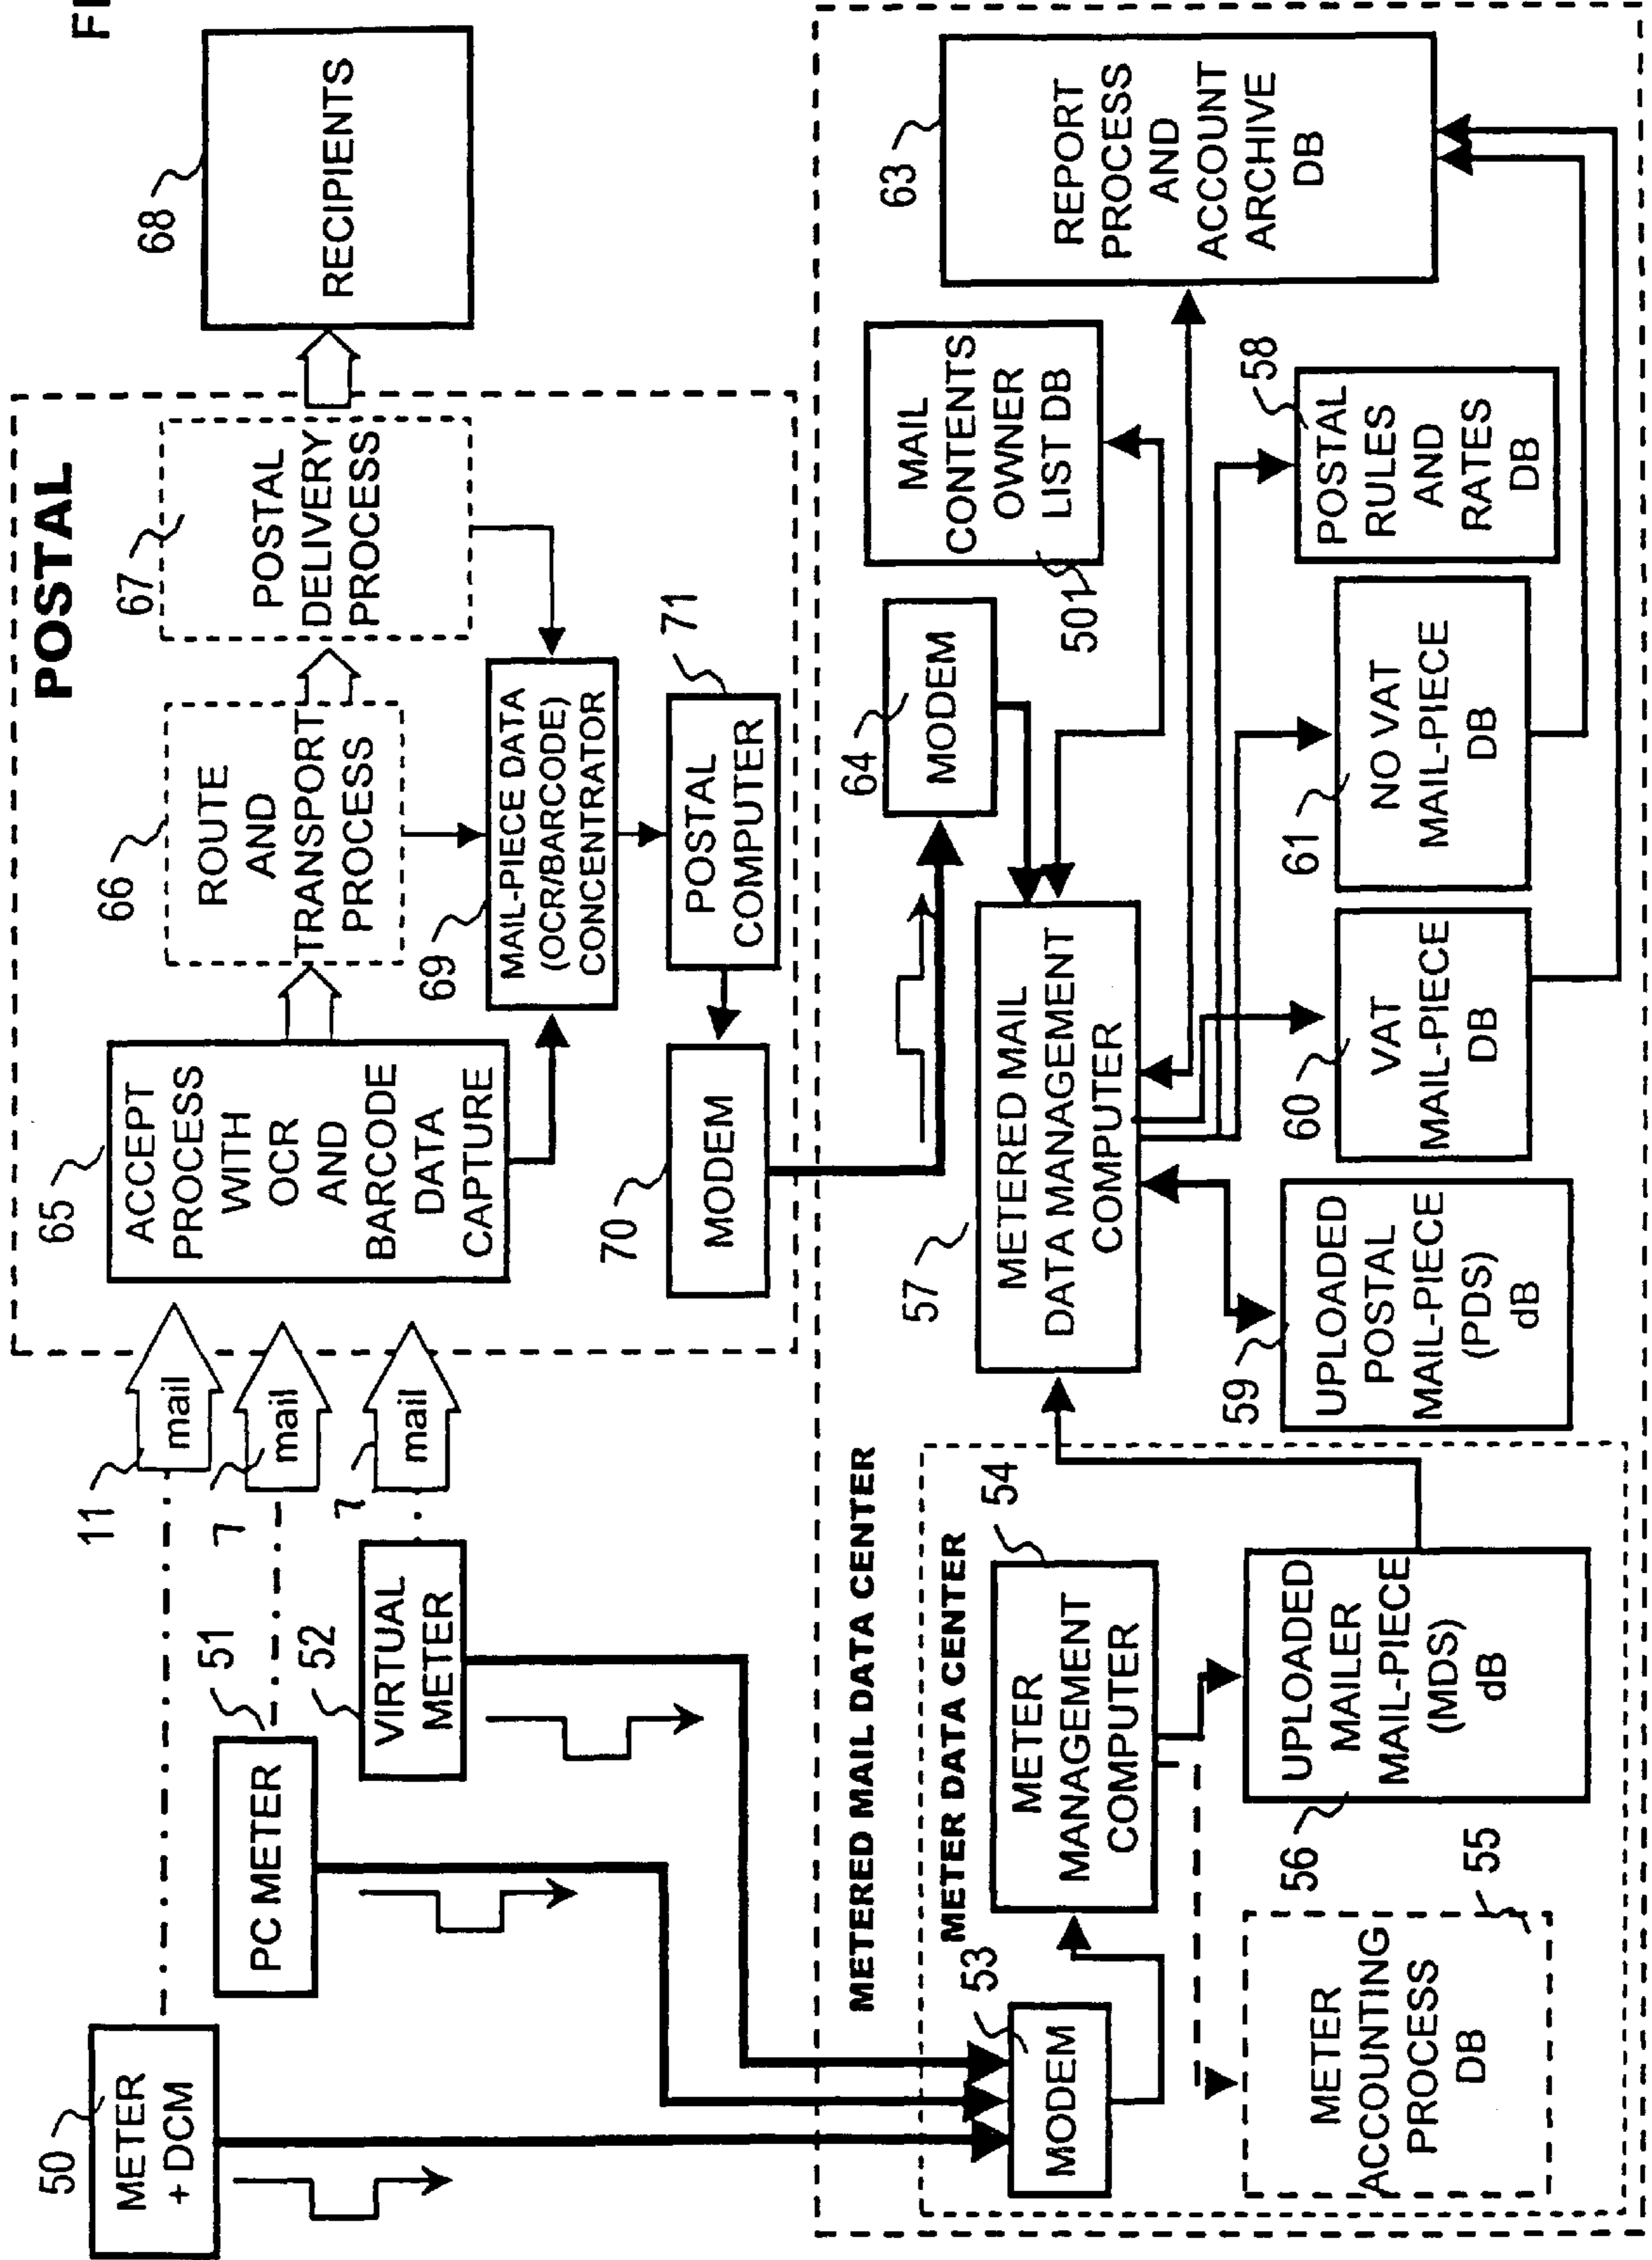 FI
POSTAL
65
ACCEPT
PROCESS
WITH
OCR
AND
BARCODE
DATA
CAPTURE
66
ROUTE
AND
TRANSPORT
PROCESS
67
POSTAL
DELIVERY
PROCESS
68
RECIPIENTS
69
MAIL-PIECE DATA
(OCR/BARCODE)
CONCENTRATOR
71
POSTAL
COMPUTER
70
MODEM
11
mail
7
mail
7
mail
50
METER
+ DCM
51
PC METER
52
VIRTUAL
METER
METERED MAIL DATA CENTER
METER DATA CENTER
53
MODEM
54
METER
MANAGEMENT
COMPUTER
55
METER
ACCOUNTING
PROCESS
DB
56
UPLOADED
MAILER
MAIL-PIECE
(MDS)
dB
57
METERED MAIL
DATA MANAGEMENT
COMPUTER
64
MODEM
501
MAIL
CONTENTS
OWNER
LIST DB
63
REPORT
PROCESS
AND
ACCOUNT
ARCHIVE
DB
59
UPLOADED
POSTAL
MAIL-PIECE
(PDS)
dB
60
VAT
MAIL-PIECE
DB
61
NO VAT
MAIL-PIECE
DB
58
POSTAL
RULES
AND
RATES
DB